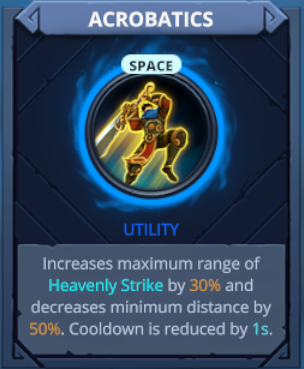 ACROBATICS
SPACE
UTILITY
Increases maximum range of
Heavenly Strike by 30% and
decreases minimum distance by
50%. Cooldown is reduced by 1s.